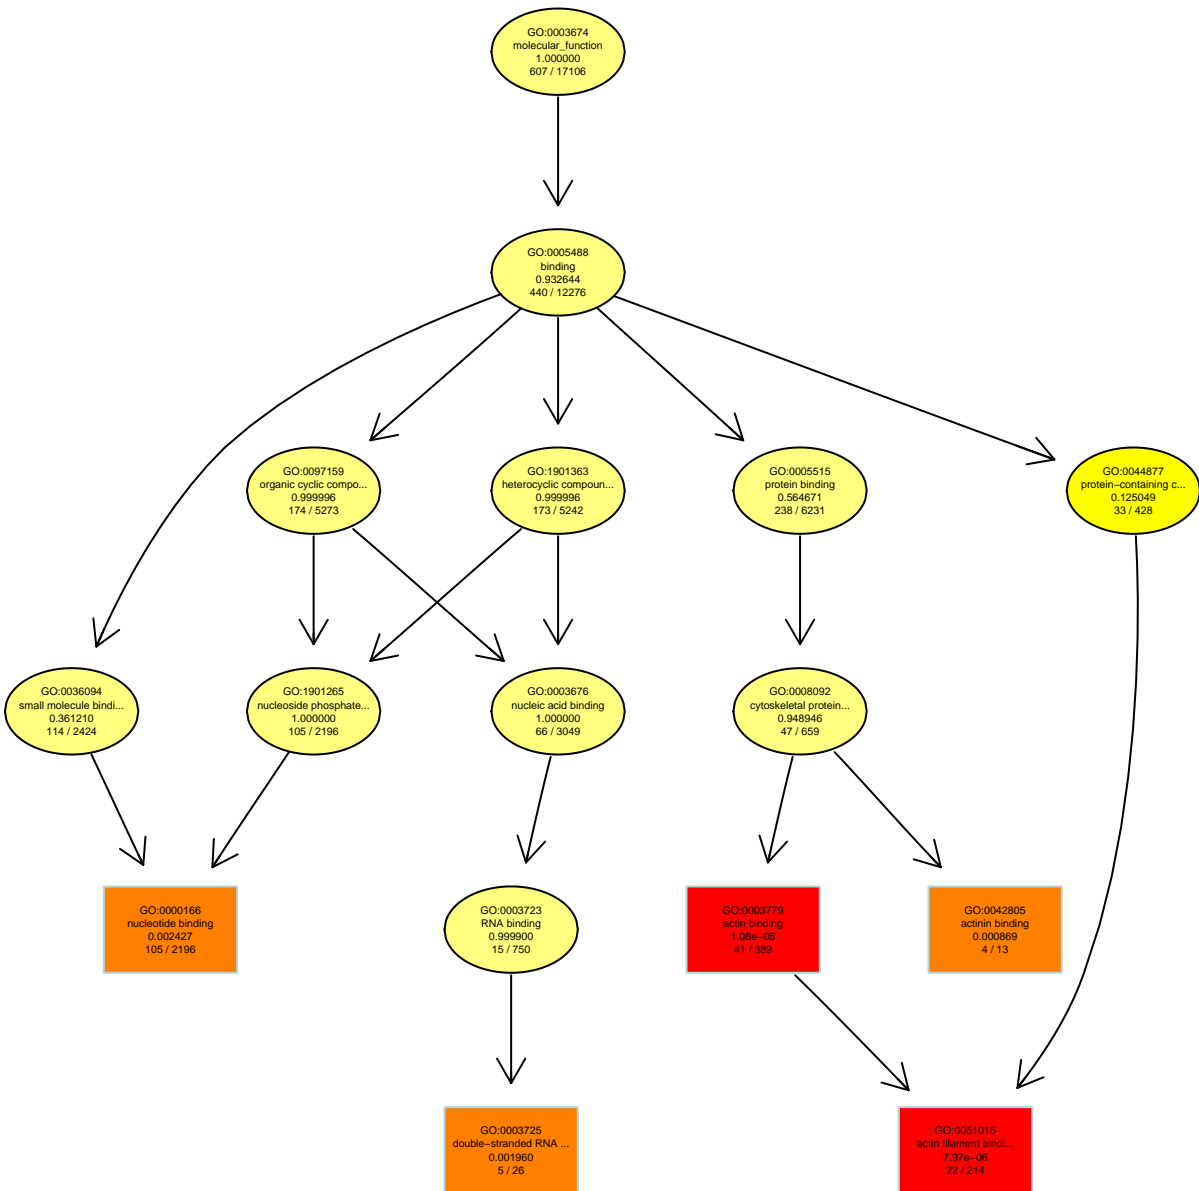 GO:0003674
molecular_function
1.000000
607 / 17106
GO:0005488
binding
0.932644
440 / 12276
GO:0097159
organic cyclic compo...
0.999996
174 / 5273
GO:1901363
heterocyclic compoun...
0.999996
173 / 5242
GO:0005515
protein binding
0.564671
238 / 6231
GO:0044877
protein−containing c...
0.125049
33 / 428
GO:0036094
small molecule bindi...
0.361210
114 / 2424
GO:1901265
nucleoside phosphate...
1.000000
105 / 2196
GO:0003676
nucleic acid binding
1.000000
66 / 3049
GO:0008092
cytoskeletal protein...
0.948946
47 / 659
GO:0000166
nucleotide binding
0.002427
105 / 2196
GO:0003723
RNA binding
0.999900
15 / 750
GO:0003779
actin binding
1.08e−05
41 / 389
GO:0042805
actinin binding
0.000869
4 / 13
GO:0003725
double−stranded RNA ...
0.001960
5 / 26
GO:0051015
actin filament bindi...
7.97e−06
22 / 214